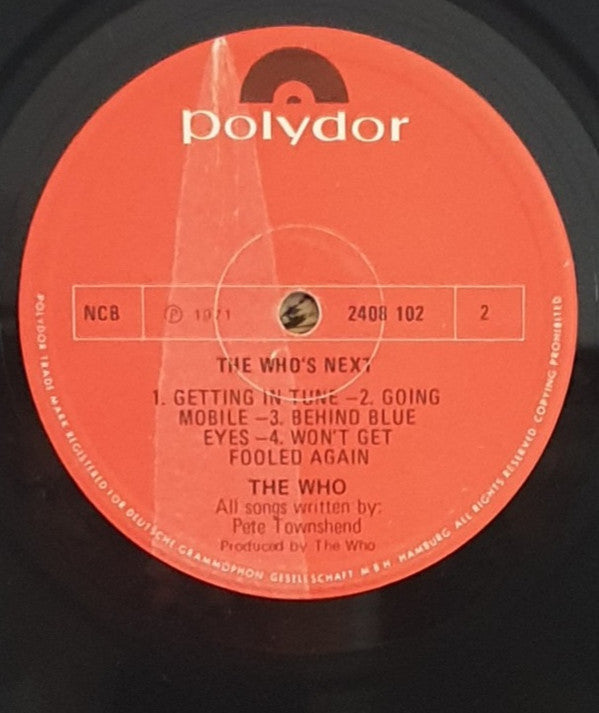 polydor
NCB ℗ 1971 2408 102 2
THE WHO'S NEXT
1. GETTING IN TUNE –2. GOING
MOBILE –3. BEHIND BLUE
EYES –4. WON'T GET
FOOLED AGAIN
THE WHO
All songs written by:
Pete Townshend
Produced by The Who
POLYDOR TRADE MARK REGISTERED FOR DEUTSCHE GRAMMOPHON GESELLSCHAFT M B H HAMBURG. ALL RIGHTS RESERVED. COPYING PROHIBITED